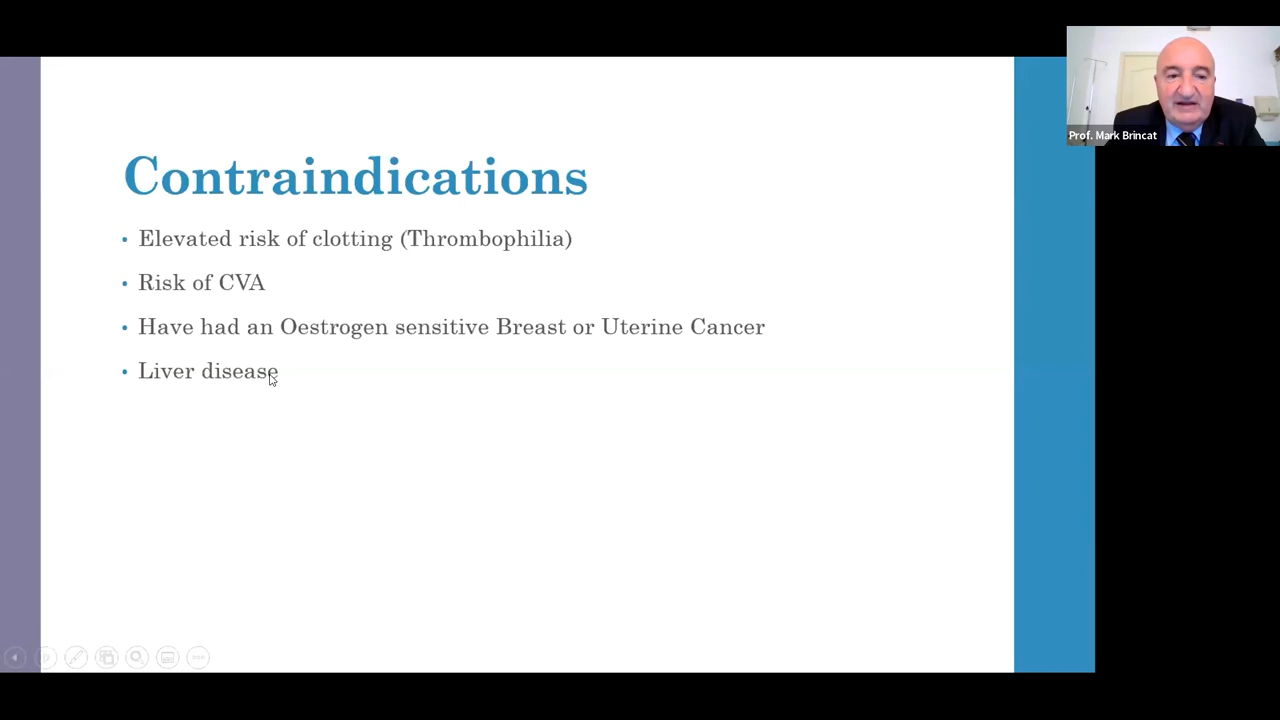 Prof. Mark Brincat
Contraindications
• Elevated risk of clotting (Thrombophilia)
• Risk of CVA
• Have had an Oestrogen sensitive Breast or Uterine Cancer
• Liver disease